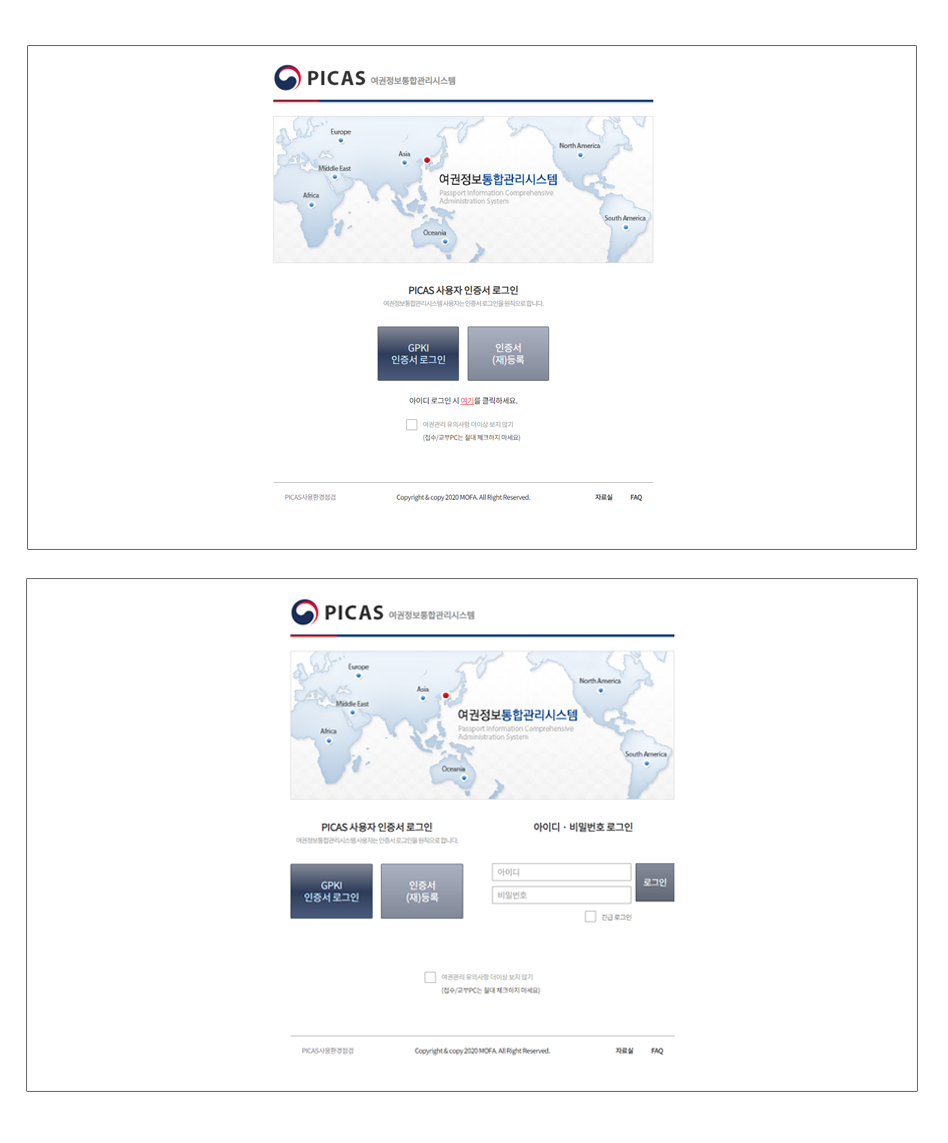 PICAS 여권정보통합관리시스템
Europe
North America
Asia
Middle East
여권정보통합관리시스템
Passport Information Comprehensive
Administration System
Africa
South America
Oceania
PICAS 사용자 인증서 로그인
여권정보통합관리시스템 사용자는 인증서 로그인을 원칙으로 합니다.
GPKI
인증서 로그인
인증서
(재)등록
아이디 로그인 시 여기를 클릭하세요.
여권관리 유의사항 더이상 보지 않기
(접수/교부PC는 절대 체크하지 마세요)
PICAS사용환경점검 Copyright & copy 2020 MOFA. All Right Reserved. 자료실 FAQ
PICAS 여권정보통합관리시스템
Europe
North America
Asia
Middle East
여권정보통합관리시스템
Passport Information Comprehensive
Administration System
Africa
South America
Oceania
PICAS 사용자 인증서 로그인
여권정보통합관리시스템 사용자는 인증서 로그인을 원칙으로 합니다.
GPKI
인증서 로그인
인증서
(재)등록
아이디 · 비밀번호 로그인
아이디
비밀번호
로그인
긴급 로그인
여권관리 유의사항 더이상 보지 않기
(접수/교부PC는 절대 체크하지 마세요)
PICAS사용환경점검 Copyright & copy 2020 MOFA. All Right Reserved. 자료실 FAQ